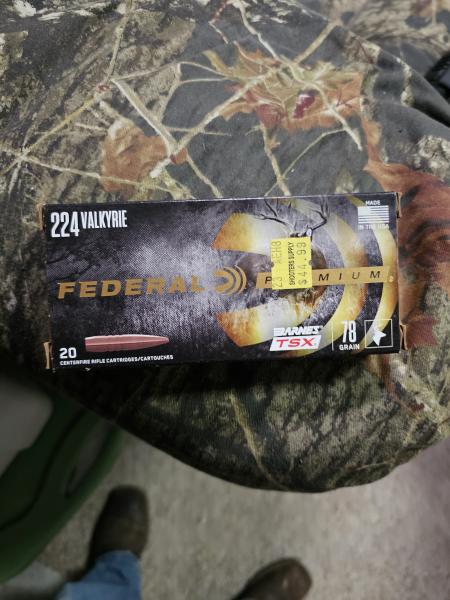 224 VALKYRIE
MADE
IN THE USA
FEDERAL PREMIUM
SHOOTERS SUPPLY
$44.99
BARNES
TSX
78
GRAIN
20
CENTERFIRE RIFLE CARTRIDGES/CARTOUCHES